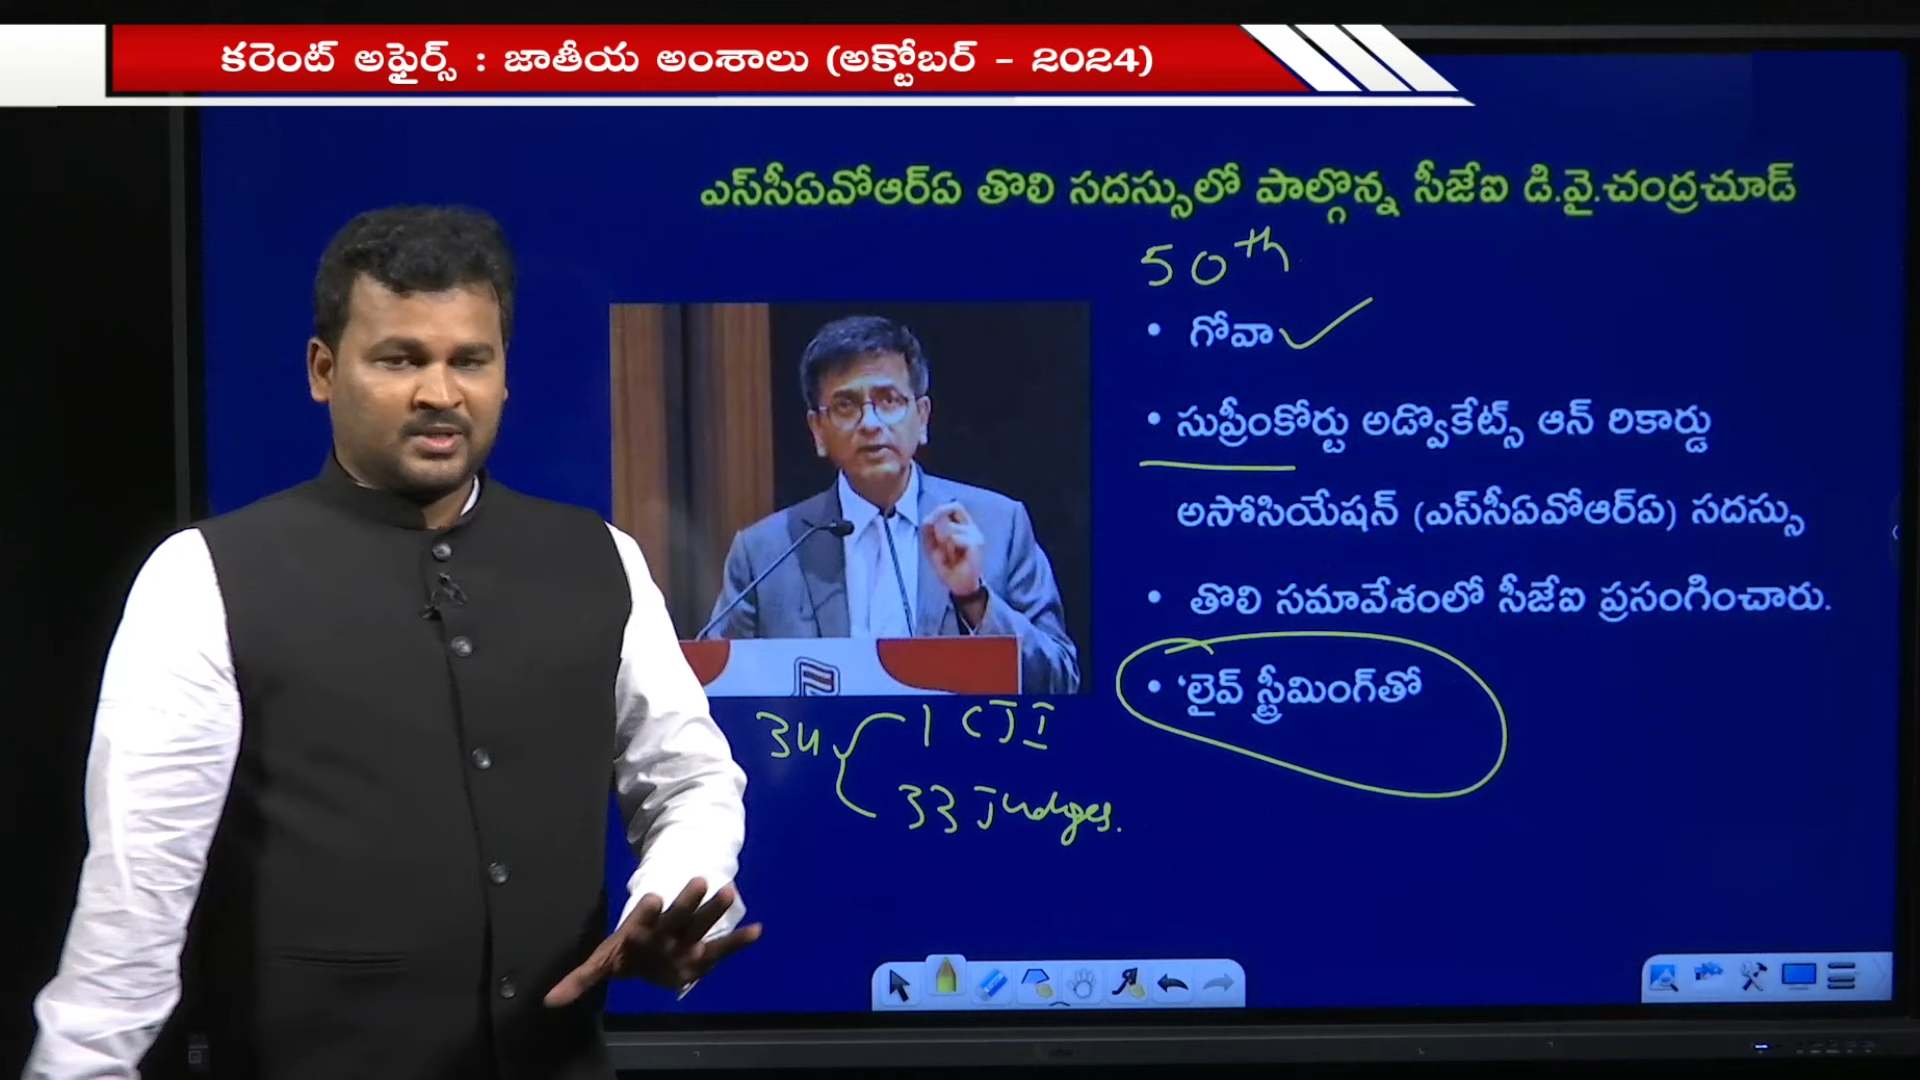 కరెంట్ అఫైర్స్ : జాతీయ అంశాలు (అక్టోబర్ - 2024)
ఎస్‌సీఏవోఆర్‌ఏ తొలి సదస్సులో పాల్గొన్న సీజేఐ డి.వై.చంద్రచూడ్
50th
• గోవా
• సుప్రీంకోర్టు అడ్వొకేట్స్ ఆన్ రికార్డు
అసోసియేషన్ (ఎస్‌సీఏవోఆర్‌ఏ) సదస్సు
• తొలి సమావేశంలో సీజేఐ ప్రసంగించారు.
• ‘లైవ్ స్ట్రీమింగ్‌తో
34 1 CJI
33 Judges.